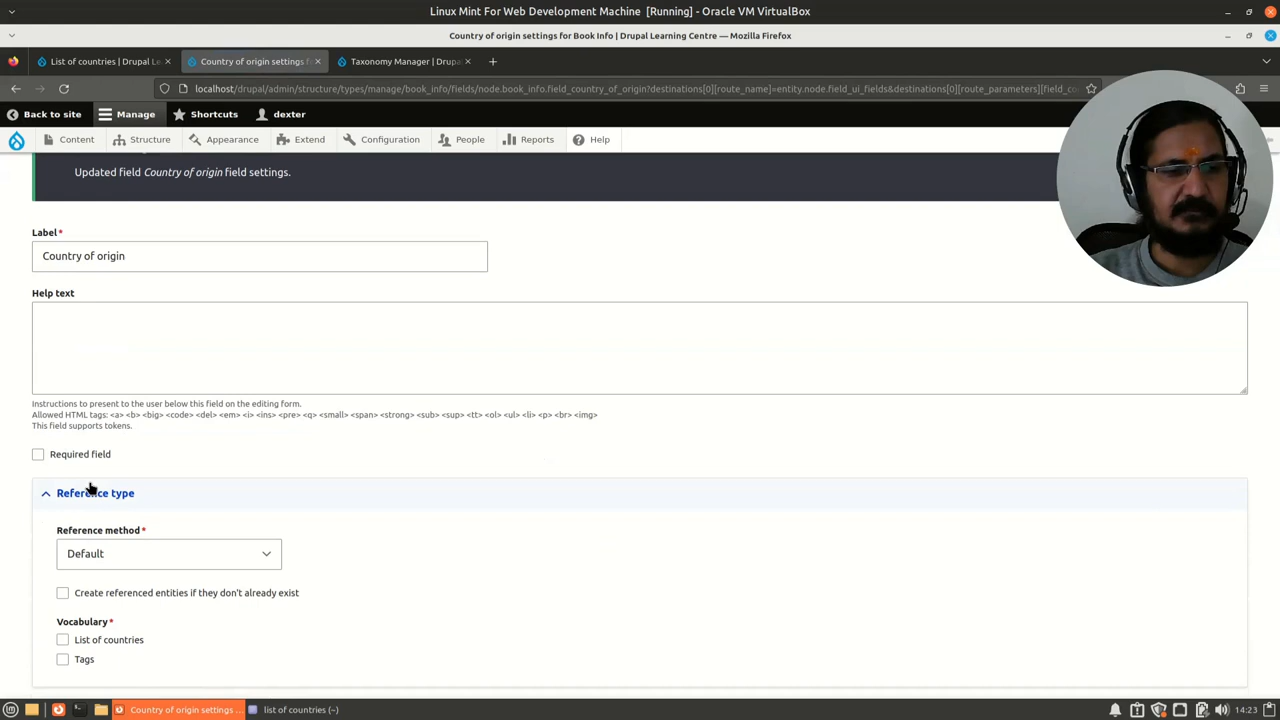 Linux Mint For Web Development Machine [Running] - Oracle VM VirtualBox
Country of origin settings for Book Info | Drupal Learning Centre — Mozilla Firefox
List of countries | Drupal Le
Country of origin settings f
Taxonomy Manager | Drupal
localhost/drupal/admin/structure/types/manage/book_info/fields/node.book_info.field_country_of_origin?destinations[0][route_name]=entity.node.field_ui_fields&destinations[0][route_parameters][field_co
Back to site
Manage
Shortcuts
dexter
Content
Structure
Appearance
Extend
Configuration
People
Reports
Help
Updated field Country of origin field settings.
Label*
Country of origin
Help text
Instructions to present to the user below this field on the editing form.
Allowed HTML tags: <a> <b> <big> <code> <del> <em> <i> <ins> <pre> <q> <small> <span> <strong> <sub> <sup> <tt> <ol> <ul> <li> <p> <br> <img>
This field supports tokens.
Required field
Reference type
Reference method*
Default
Create referenced entities if they don't already exist
Vocabulary*
List of countries
Tags
Country of origin settings ...
list of countries (~)
14:23